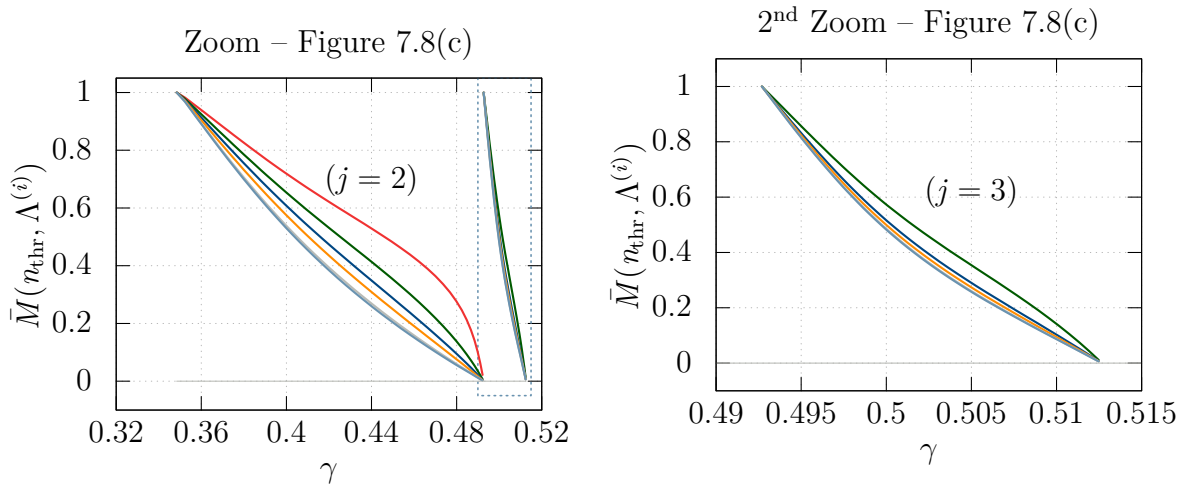 Zoom – Figure 7.8(c)
M̄(n_thr, Λ^(i))
1
0.8
0.6
0.4
0.2
0
(j = 2)
0.32 0.36 0.4 0.44 0.48 0.52
γ
2nd Zoom – Figure 7.8(c)
M̄(n_thr, Λ^(i))
1
0.8
0.6
0.4
0.2
0
(j = 3)
0.49 0.495 0.5 0.505 0.51 0.515
γ